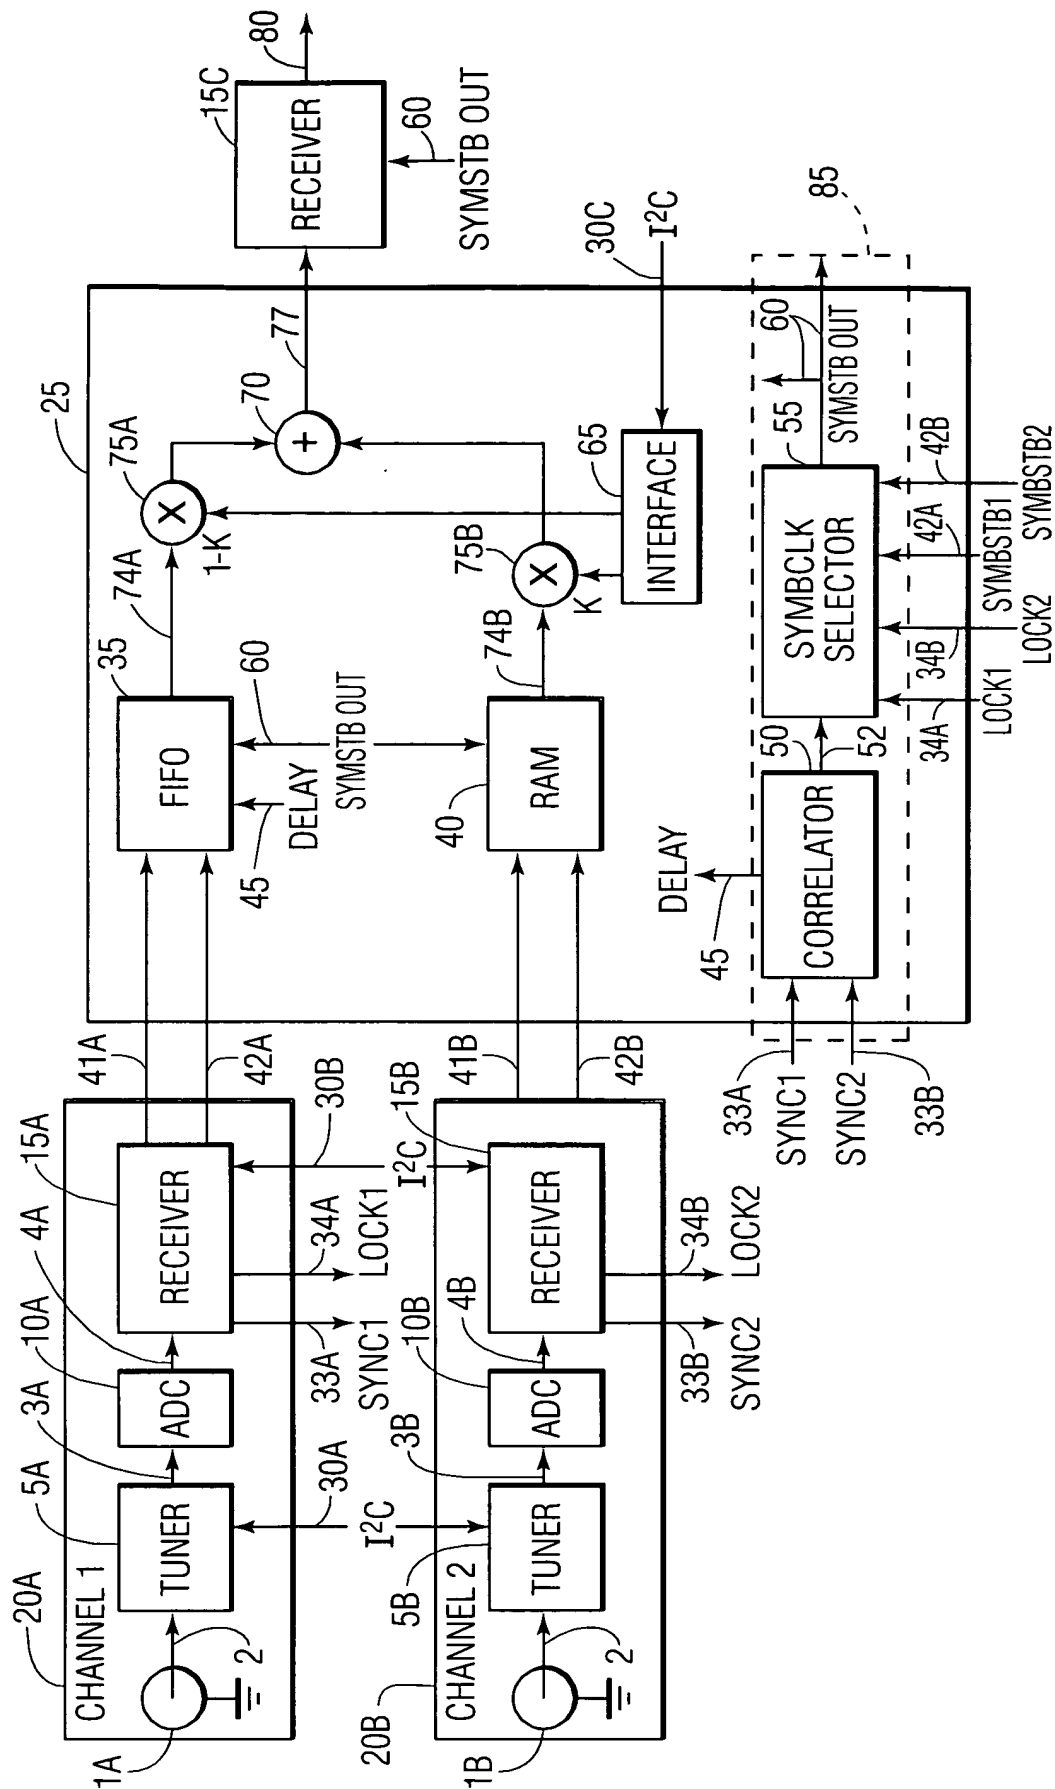 20A
CHANNEL 1
1A
2
5A
TUNER
3A
10A
ADC
4A
15A
RECEIVER
33A
SYNC1
34A
LOCK1
30A
I²C
30B
I²C
41A
42A
20B
CHANNEL 2
1B
2
5B
TUNER
3B
10B
ADC
4B
15B
RECEIVER
33B
SYNC2
34B
LOCK2
41B
42B
25
35
FIFO
45
DELAY
60
SYMSTB OUT
74A
75A
X
1-K
40
RAM
74B
75B
X
K
70
+
77
15C
RECEIVER
80
60
SYMSTB OUT
65
INTERFACE
30C
I²C
85
33A
SYNC1
SYNC2
33B
CORRELATOR
45
DELAY
50
52
SYMBCLK
SELECTOR
55
60
SYMSTB OUT
34A
LOCK1
34B
LOCK2
42A
SYMBSTB1
42B
SYMBSTB2